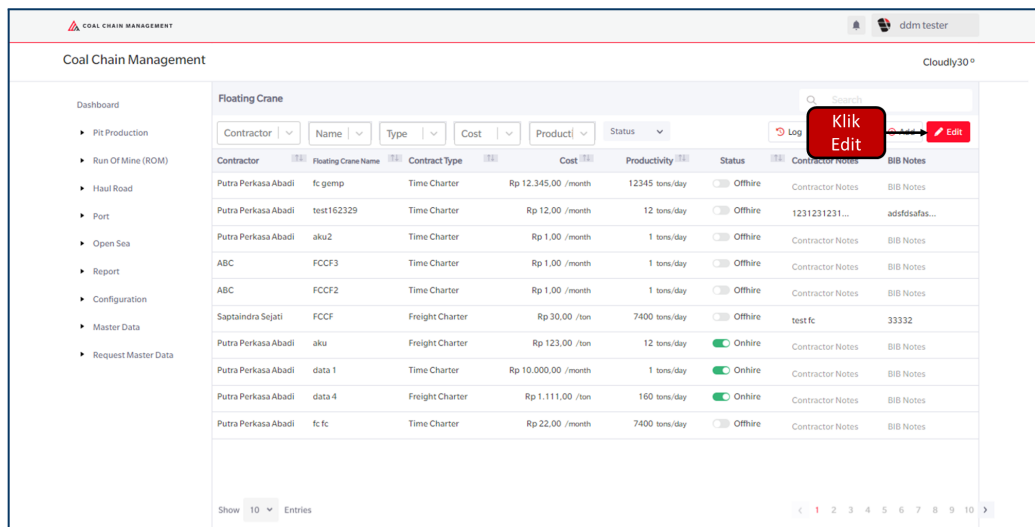 COAL CHAIN MANAGEMENT
ddm tester
Coal Chain Management
Cloudly30 º
Dashboard
Pit Production
Run Of Mine (ROM)
Haul Road
Port
Open Sea
Report
Configuration
Master Data
Request Master Data
Floating Crane
Search
Contractor Name Type Cost Producti Status
Log Add Edit
Klik
Edit
Contractor Floating Crane Name Contract Type Cost Productivity Status Contractor Notes BIB Notes
Putra Perkasa Abadi fc gemp Time Charter Rp 12.345,00 /month 12345 tons/day Offhire Contractor Notes BIB Notes
Putra Perkasa Abadi test162329 Time Charter Rp 12,00 /month 12 tons/day Offhire 1231231231... adsfdsafas...
Putra Perkasa Abadi aku2 Time Charter Rp 1,00 /month 1 tons/day Offhire Contractor Notes BIB Notes
ABC FCCF3 Time Charter Rp 1,00 /month 1 tons/day Offhire Contractor Notes BIB Notes
ABC FCCF2 Time Charter Rp 1,00 /month 1 tons/day Offhire Contractor Notes BIB Notes
Saptaindra Sejati FCCF Freight Charter Rp 30,00 /ton 7400 tons/day Offhire test fc 33332
Putra Perkasa Abadi aku Freight Charter Rp 123,00 /ton 12 tons/day Onhire Contractor Notes BIB Notes
Putra Perkasa Abadi data 1 Time Charter Rp 10.000,00 /month 1 tons/day Onhire Contractor Notes BIB Notes
Putra Perkasa Abadi data 4 Freight Charter Rp 1.111,00 /ton 160 tons/day Onhire Contractor Notes BIB Notes
Putra Perkasa Abadi fc fc Time Charter Rp 22,00 /month 7400 tons/day Offhire Contractor Notes BIB Notes
Show 10 Entries
1 2 3 4 5 6 7 8 9 10